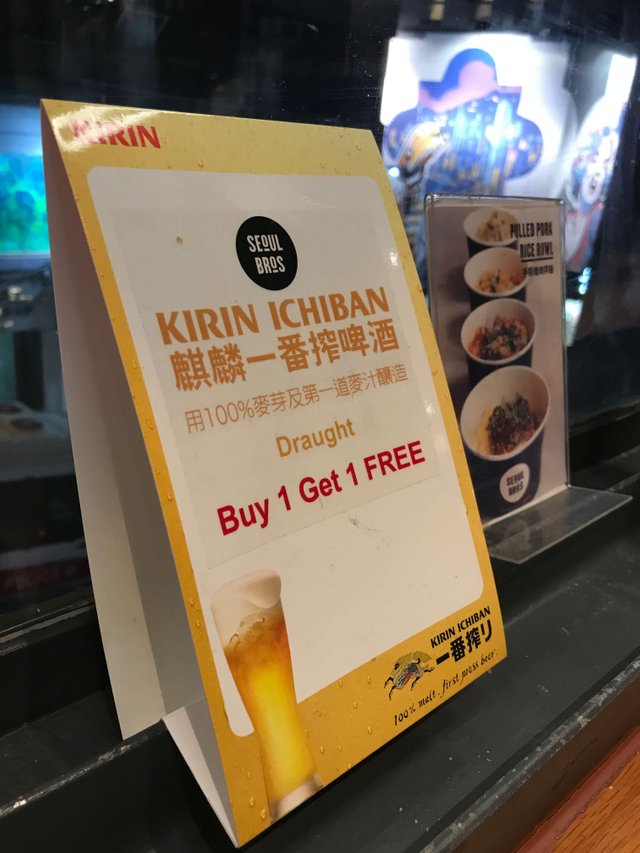 KIRIN
SEOUL
BROS
KIRIN ICHIBAN
麒麟一番搾啤酒
用100%麥芽及第一道麥汁釀造
Draught
Buy 1 Get 1 FREE
KIRIN ICHIBAN
一番搾り
100% malt. first press beer.
PULLED PORK
RICE BOWL
SEOUL
BROS